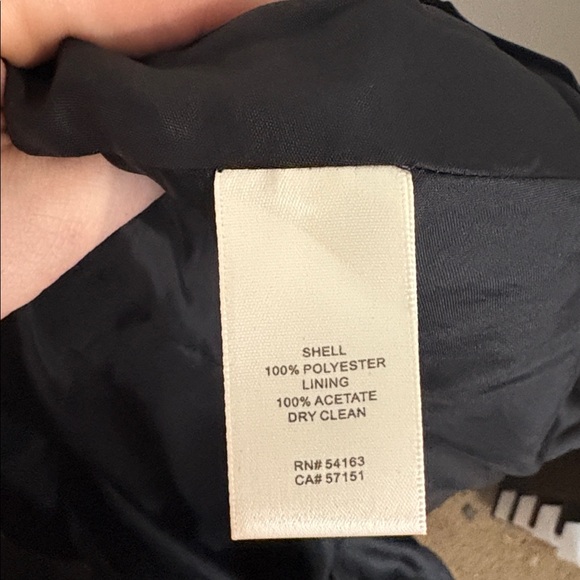 SHELL
100% POLYESTER
LINING
100% ACETATE
DRY CLEAN
RN# 54163
CA# 57151